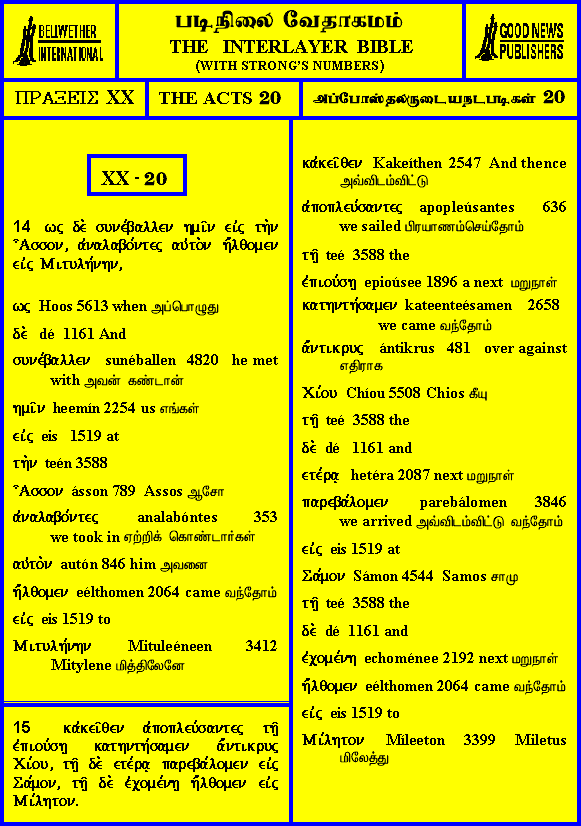 BELLWETHER
INTERNATIONAL
படிநிலை வேதாகமம்
THE INTERLAYER BIBLE
(WITH STRONG'S NUMBERS)
GOOD NEWS
PUBLISHERS
ΠΡΑΞΕΙΣ XX
THE ACTS 20
அப்போஸ்தலருடையநடபடிகள் 20
XX - 20
14 ως δὲ συνέβαλλεν ημῖν εἰς τὴν
Ἆσσον, ἀναλαβόντες αὐτὸν ἤλθομεν
εἰς Μιτυλήνην,
ως Hoos 5613 when அப்பொழுது
δὲ dé 1161 And
συνέβαλλεν sunéballen 4820 he met
with அவன் கண்டான்
ημῖν heemín 2254 us எங்கள்
εἰς eis 1519 at
τὴν teén 3588
Ἆσσον ásson 789 Assos ஆசோ
ἀναλαβόντες analabóntes 353
we took in ஏற்றிக் கொண்டார்கள்
αὐτὸν autón 846 him அவனை
ἤλθομεν eélthomen 2064 came வந்தோம்
εἰς eis 1519 to
Μιτυλήνην Mituleéneen 3412
Mitylene மித்திலேனே
15 κἀκεῖθεν ἀποπλεύσαντες τῇ
ἐπιούσῃ κατηντήσαμεν ἄντικρυς
Χίου, τῇ δὲ ετέρᾳ παρεβάλομεν εἰς
Σάμον, τῇ δὲ ἐχομένῃ ἤλθομεν εἰς
Μίλητον.
κἀκεῖθεν Kakeíthen 2547 And thence
அவ்விடம்விட்டு
ἀποπλεύσαντες apopleúsantes 636
we sailed பிரயாணம்செய்தோம்
τῇ teé 3588 the
ἐπιούσῃ epioúsee 1896 a next மறுநாள்
κατηντήσαμεν kateenteésamen 2658
we came வந்தோம்
ἄντικρυς ántikrus 481 over against
எதிராக
Χίου Chíou 5508 Chios கீயு
τῇ teé 3588 the
δὲ dé 1161 and
ετέρᾳ hetéra 2087 next மறுநாள்
παρεβάλομεν parebálomen 3846
we arrived அவ்விடம்விட்டு வந்தோம்
εἰς eis 1519 at
Σάμον Sámon 4544 Samos சாமு
τῇ teé 3588 the
δὲ dé 1161 and
ἐχομένῃ echoménee 2192 next மறுநாள்
ἤλθομεν eélthomen 2064 came வந்தோம்
εἰς eis 1519 to
Μίλητον Míleeton 3399 Miletus
மிலேத்து